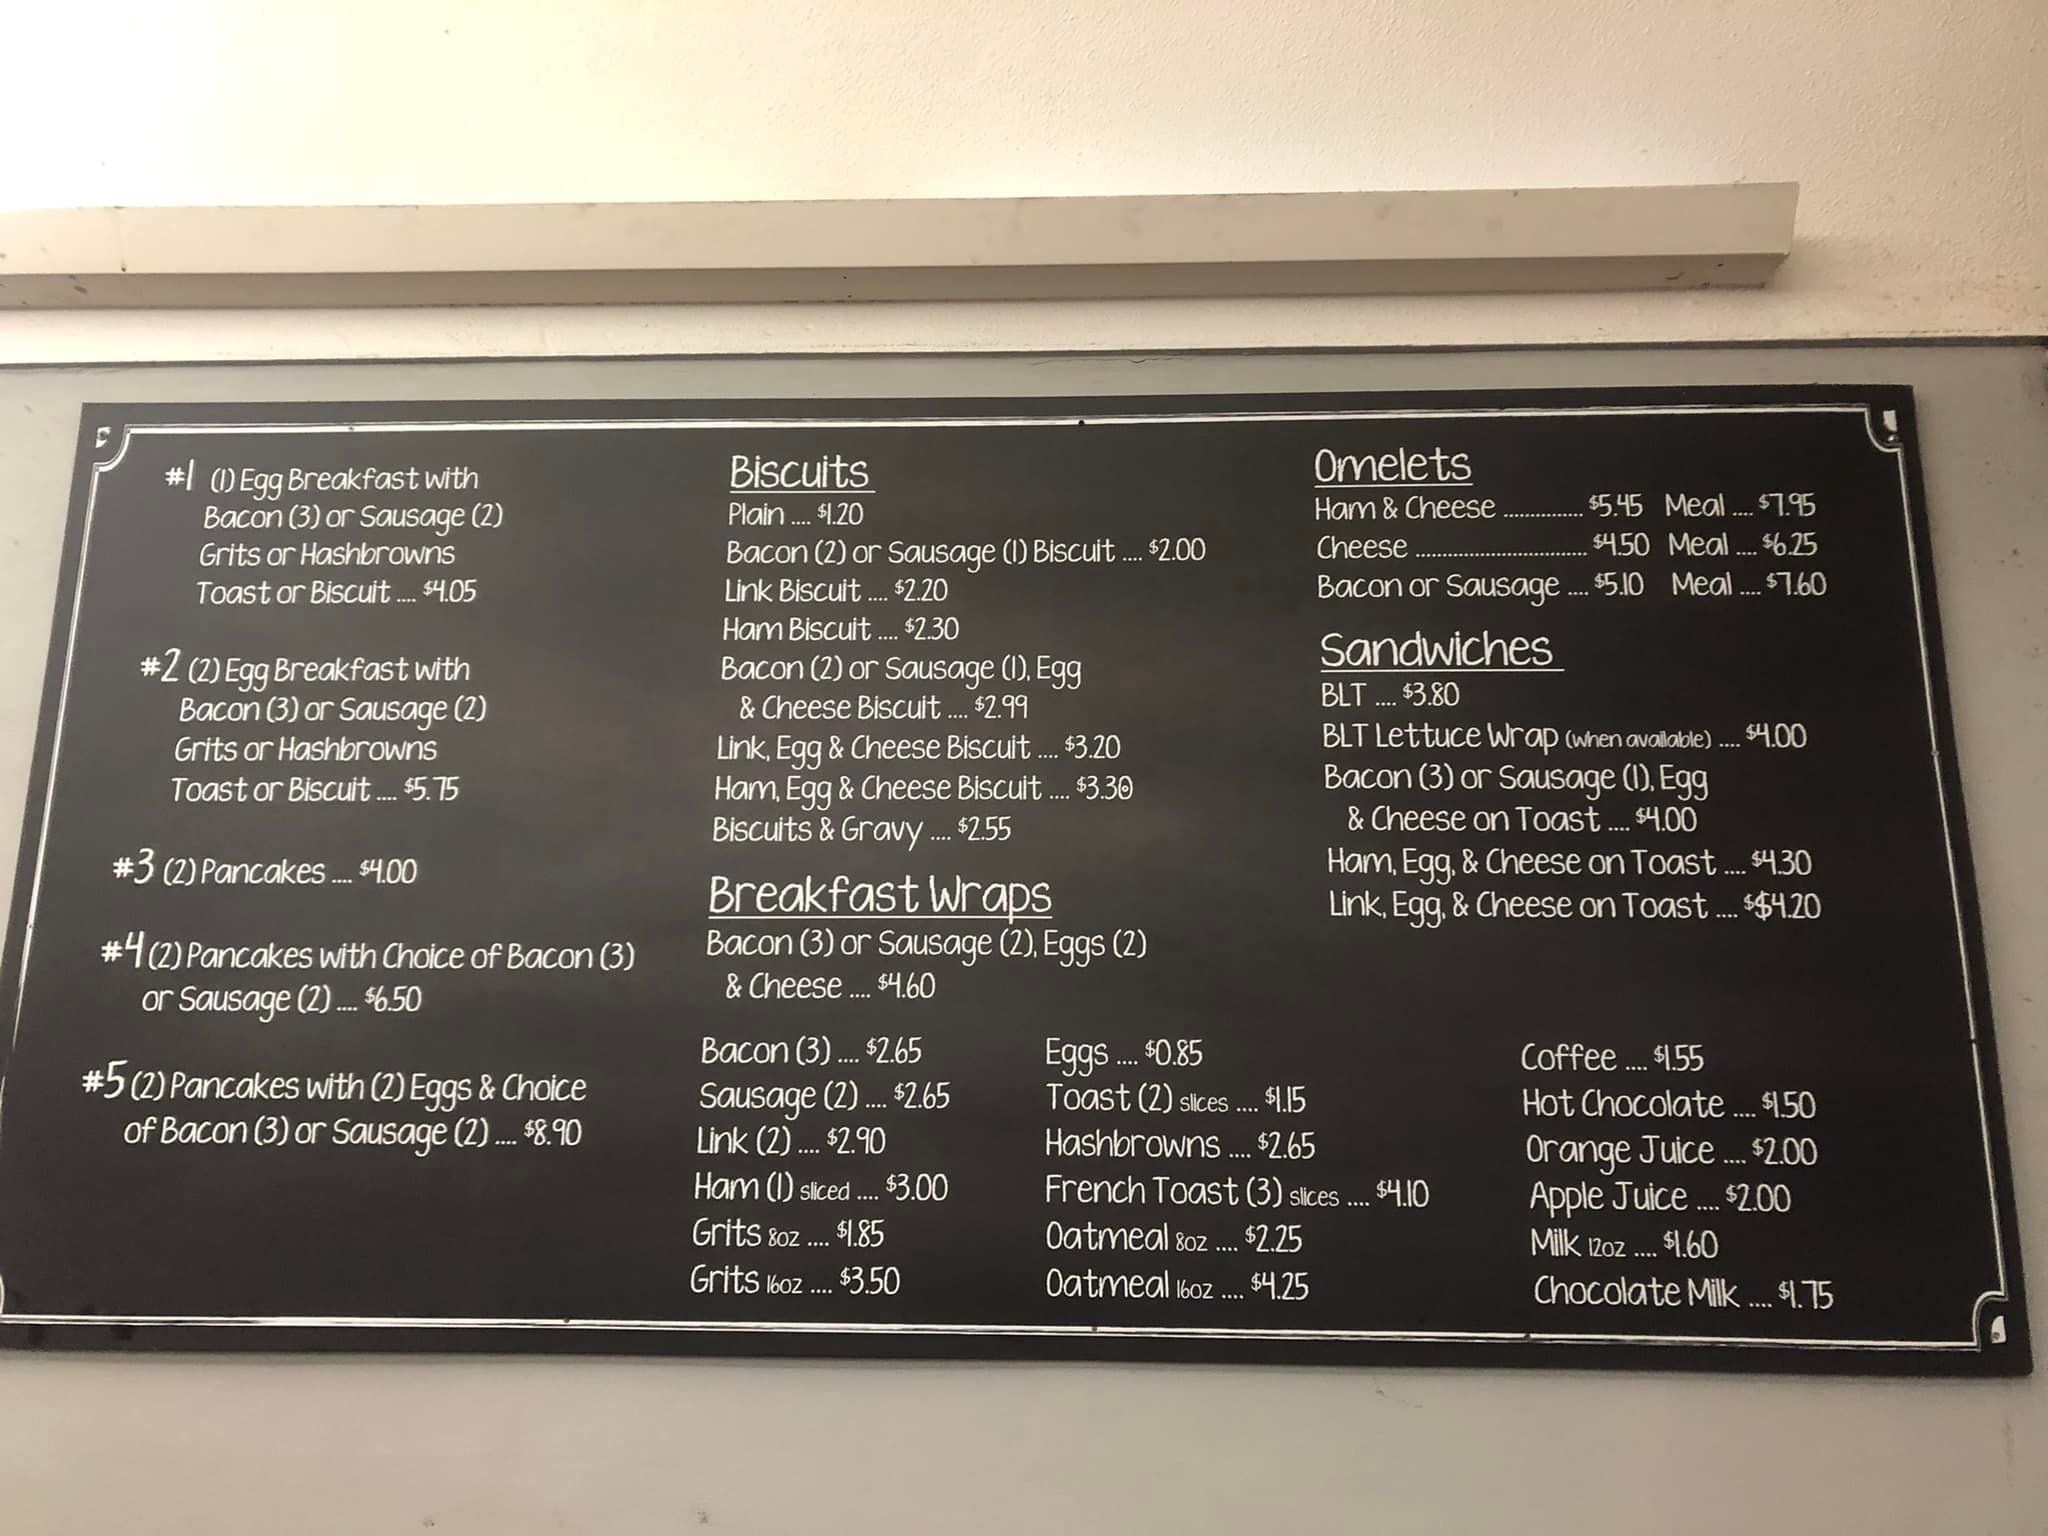 #1 (1) Egg Breakfast with
Bacon (3) or Sausage (2)
Grits or Hashbrowns
Toast or Biscuit .... $4.05
#2 (2) Egg Breakfast with
Bacon (3) or Sausage (2)
Grits or Hashbrowns
Toast or Biscuit .... $5.75
#3 (2) Pancakes .... $4.00
#4 (2) Pancakes with Choice of Bacon (3)
or Sausage (2) .... $6.50
#5 (2) Pancakes with (2) Eggs & Choice
of Bacon (3) or Sausage (2) .... $8.90
Biscuits
Plain .... $1.20
Bacon (2) or Sausage (1) Biscuit .... $2.00
Link Biscuit .... $2.20
Ham Biscuit .... $2.30
Bacon (2) or Sausage (1), Egg
& Cheese Biscuit .... $2.99
Link, Egg & Cheese Biscuit .... $3.20
Ham, Egg & Cheese Biscuit .... $3.30
Biscuits & Gravy .... $2.55
Breakfast Wraps
Bacon (3) or Sausage (2), Eggs (2)
& Cheese .... $4.60
Bacon (3) .... $2.65
Sausage (2) .... $2.65
Link (2) .... $2.90
Ham (1) sliced .... $3.00
Grits 8oz .... $1.85
Grits 16oz .... $3.50
Eggs .... $0.85
Toast (2) slices .... $1.15
Hashbrowns .... $2.65
French Toast (3) slices .... $4.10
Oatmeal 8oz .... $2.25
Oatmeal 16oz .... $4.25
Omelets
Ham & Cheese ............... $5.45 Meal .... $7.95
Cheese ................................ $4.50 Meal .... $6.25
Bacon or Sausage .... $5.10 Meal .... $7.60
Sandwiches
BLT .... $3.80
BLT Lettuce Wrap (when available) .... $4.00
Bacon (3) or Sausage (1), Egg
& Cheese on Toast .... $4.00
Ham, Egg, & Cheese on Toast .... $4.30
Link, Egg, & Cheese on Toast .... $$4.20
Coffee .... $1.55
Hot Chocolate .... $1.50
Orange Juice .... $2.00
Apple Juice .... $2.00
Milk 12oz .... $1.60
Chocolate Milk .... $1.75